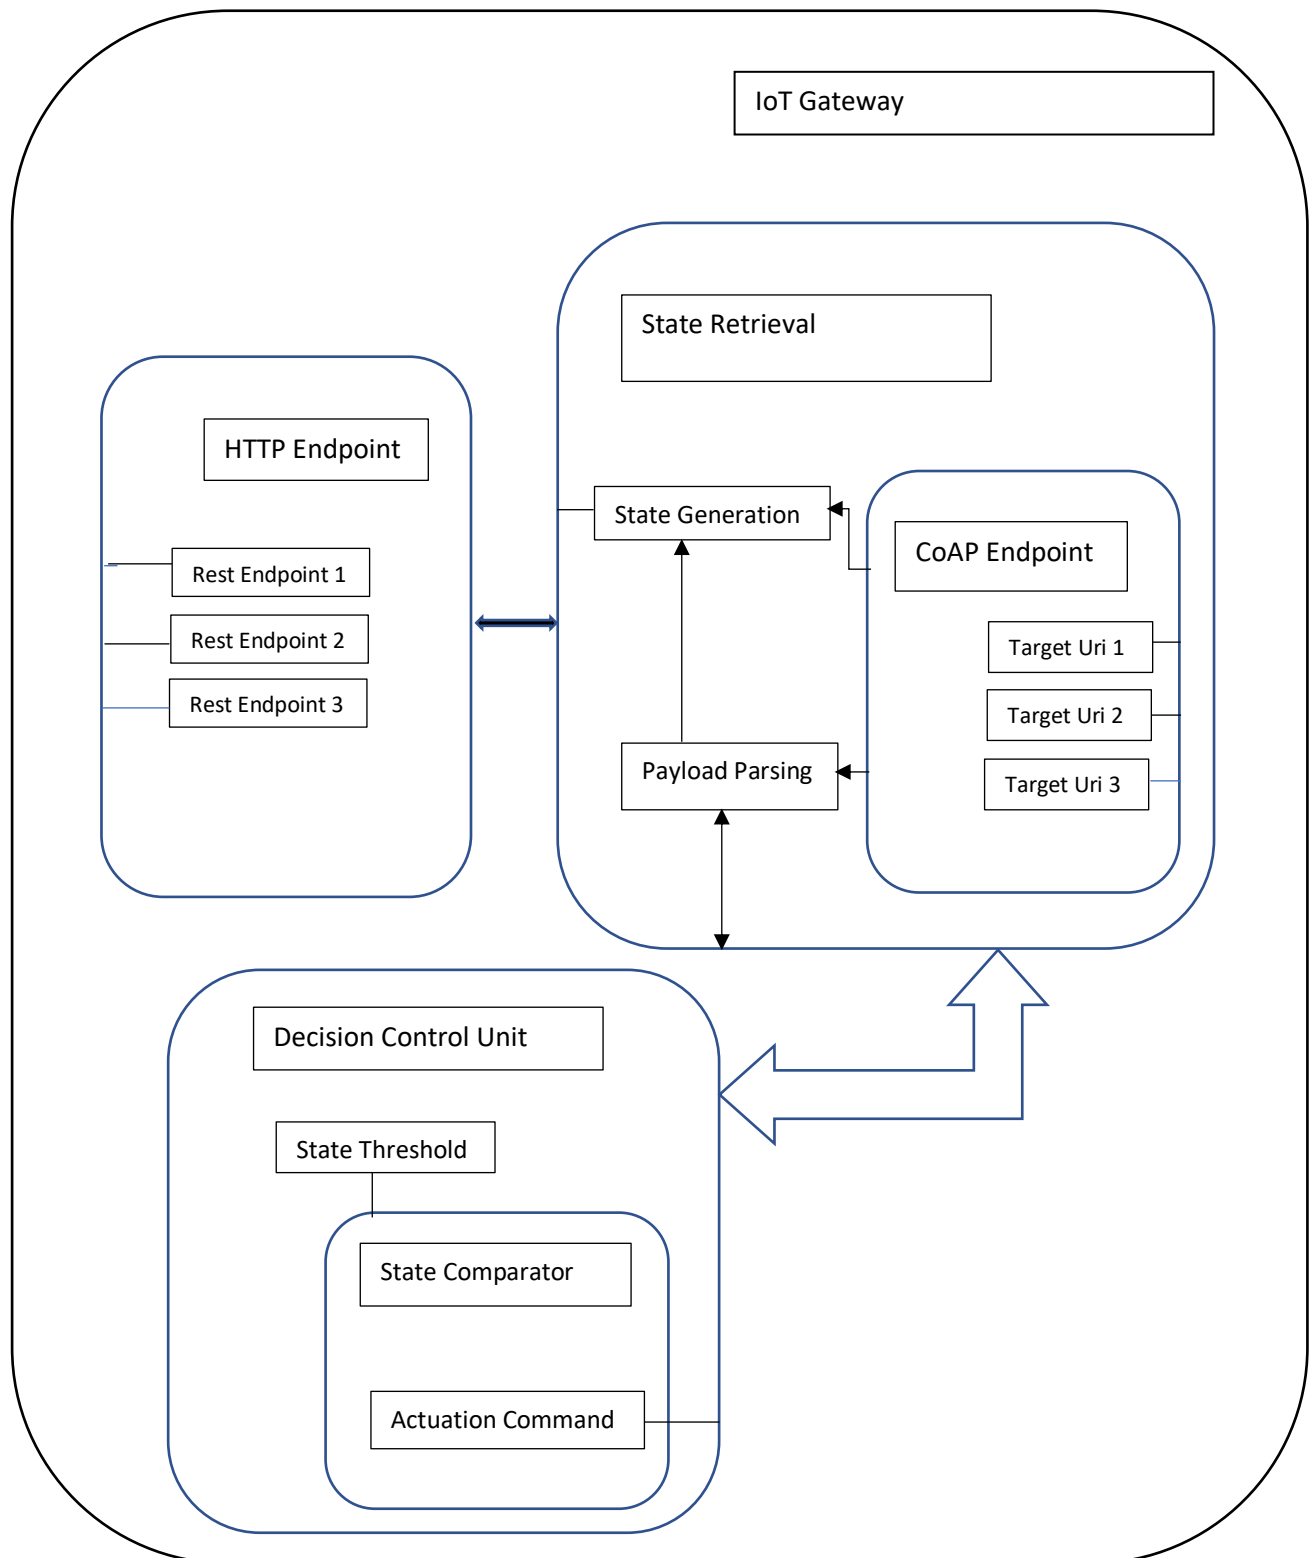 IoT Gateway
State Retrieval
HTTP Endpoint
State Generation
CoAP Endpoint
Rest Endpoint 1
Rest Endpoint 2
Rest Endpoint 3
Target Uri 1
Target Uri 2
Target Uri 3
Payload Parsing
Decision Control Unit
State Threshold
State Comparator
Actuation Command